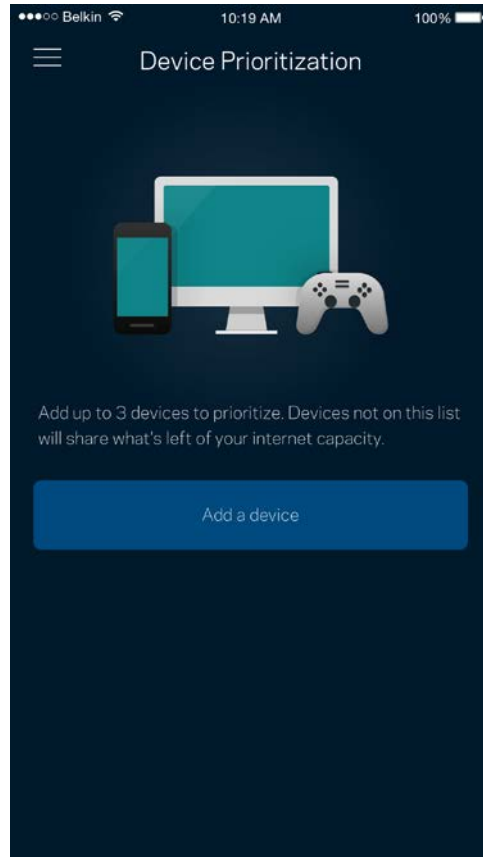 ●●●○○ Belkin 10:19 AM 100%
Device Prioritization
Add up to 3 devices to prioritize. Devices not on this list
will share what's left of your internet capacity.
Add a device